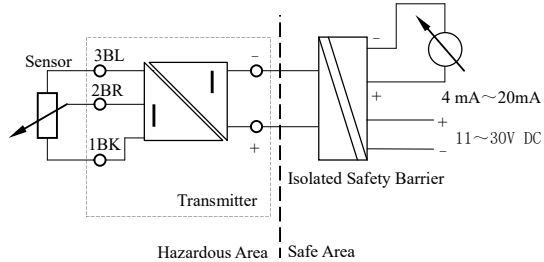 Sensor
3BL
2BR
1BK
−
+
Transmitter
−
+
4 mA～20mA
+
11～30V DC
−
Isolated Safety Barrier
Hazardous Area
Safe Area